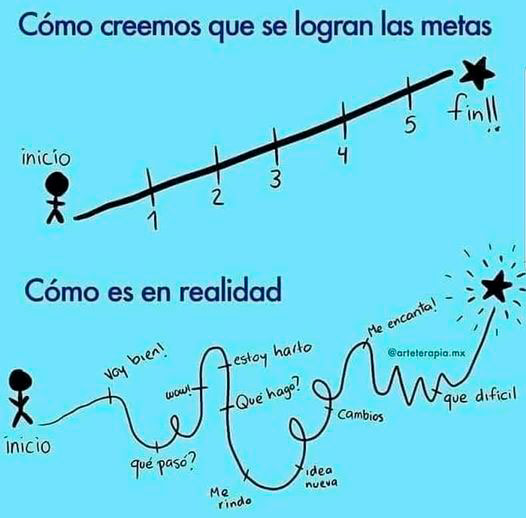 Cómo creemos que se logran las metas
inicio
1
2
3
4
5
fin!!
Cómo es en realidad
inicio
Voy bien!
qué pasó?
wow!
estoy harto
Qué hago?
Me
rindo
idea
nueva
Cambios
Me encanta!
@arteterapia.mx
que dificil